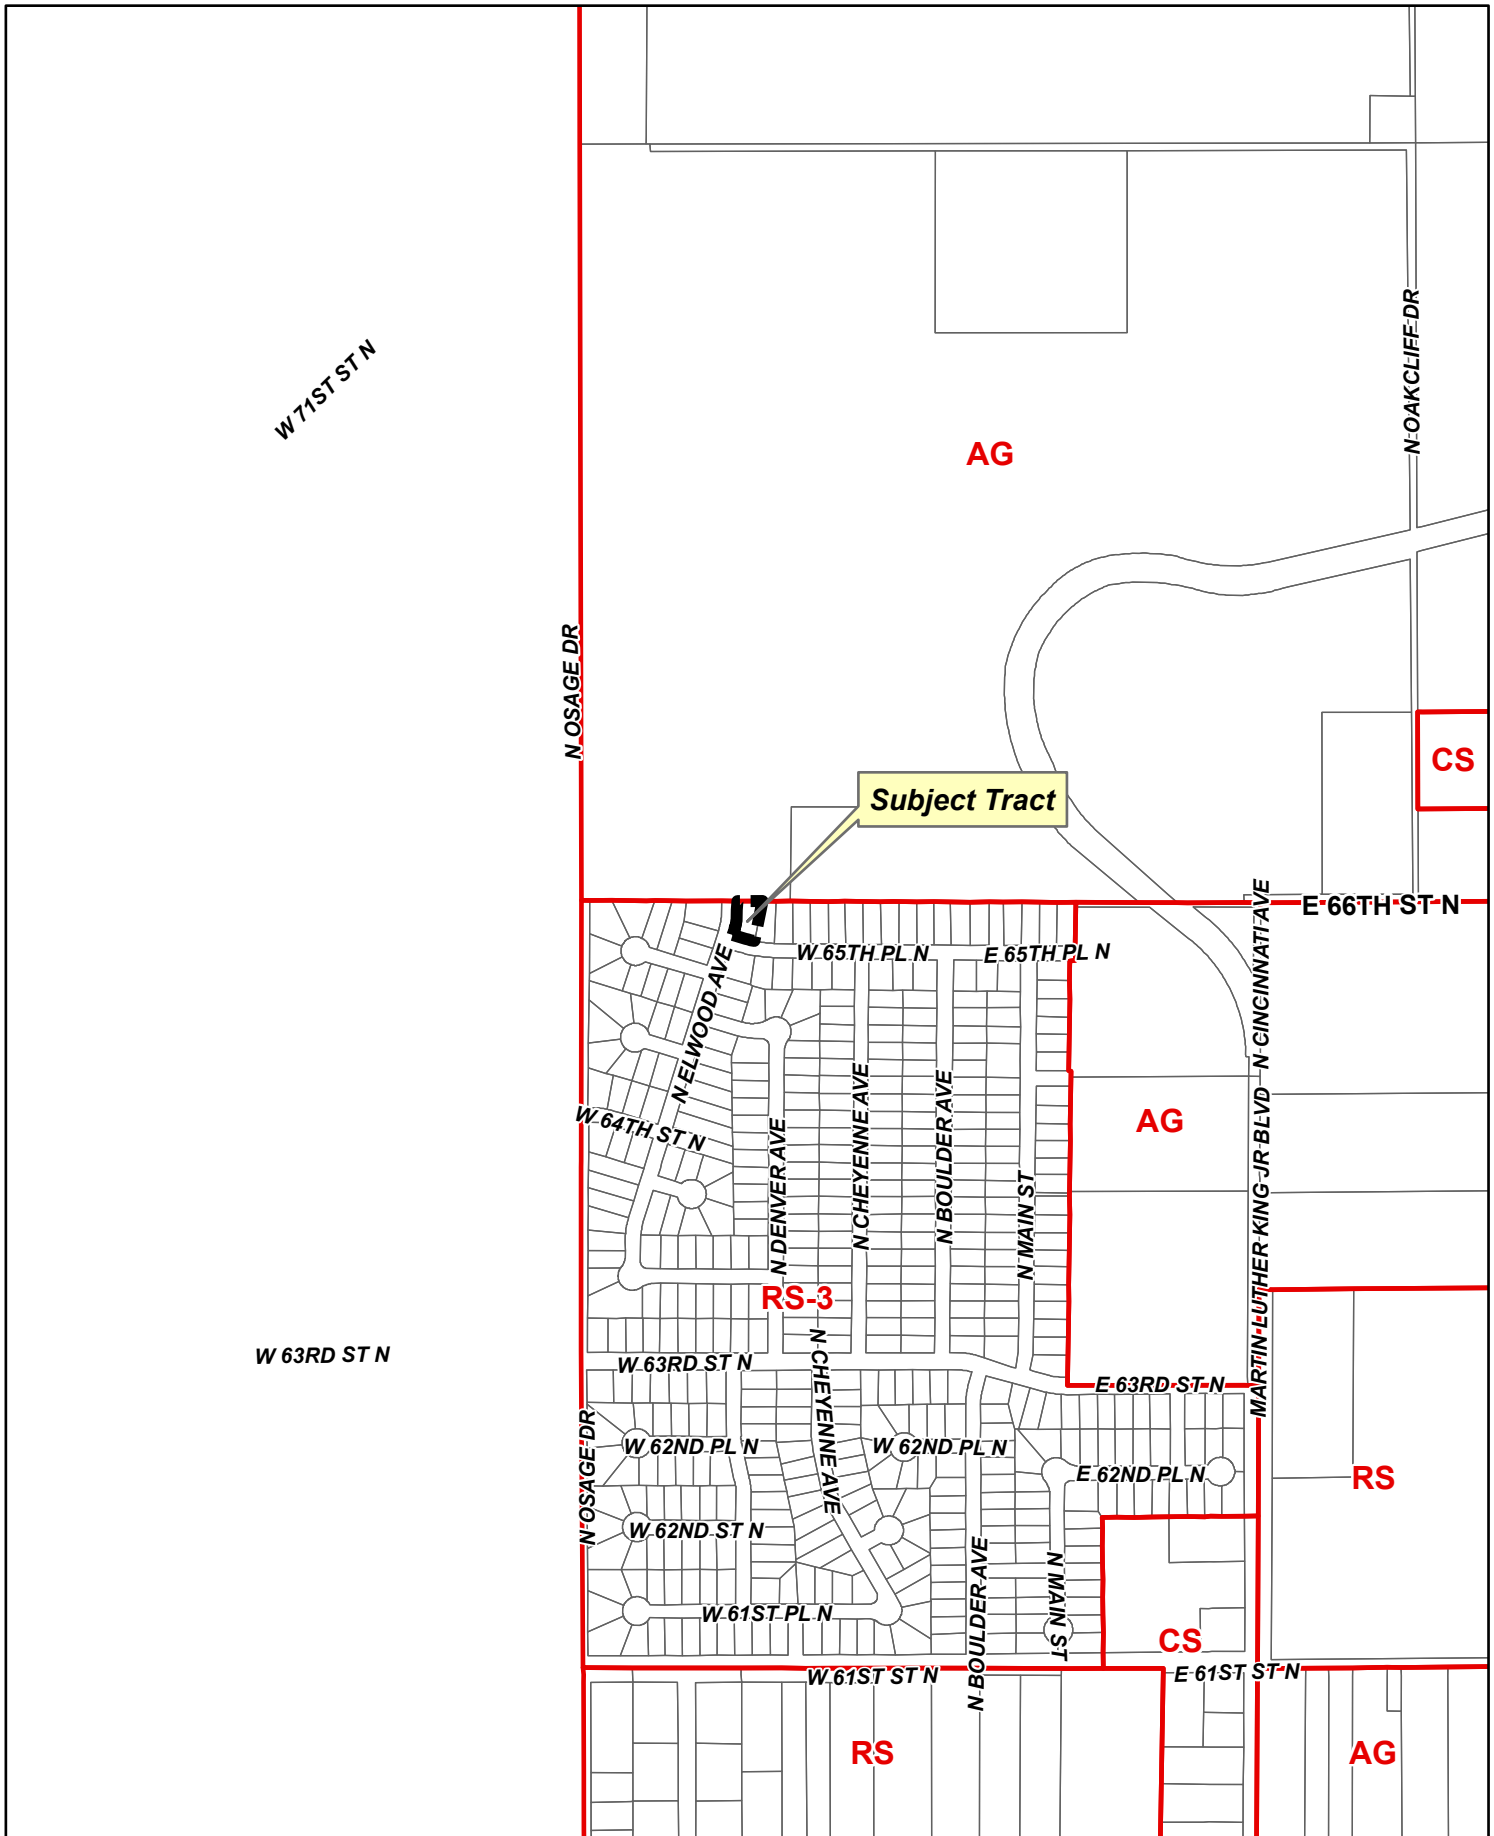 N OAKCLIFF DR
W 71ST ST N
AG
N OSAGE DR
CS
Subject Tract
E 66TH ST N
N CINCINNATI AVE
W 65TH PL N
E 65TH PL N
N ELWOOD AVE
W 64TH ST N
N DENVER AVE
N CHEYENNE AVE
N BOULDER AVE
N MAIN ST
AG
MARTIN LUTHER KING JR BLVD
RS-3
W 63RD ST N
W 63RD ST N
N CHEYENNE AVE
E 63RD ST N
N OSAGE DR
W 62ND PL N
W 62ND PL N
E 62ND PL N
RS
W 62ND ST N
N BOULDER AVE
N MAIN ST
W 61ST PL N
CS
W 61ST ST N
E 61ST ST N
RS
AG